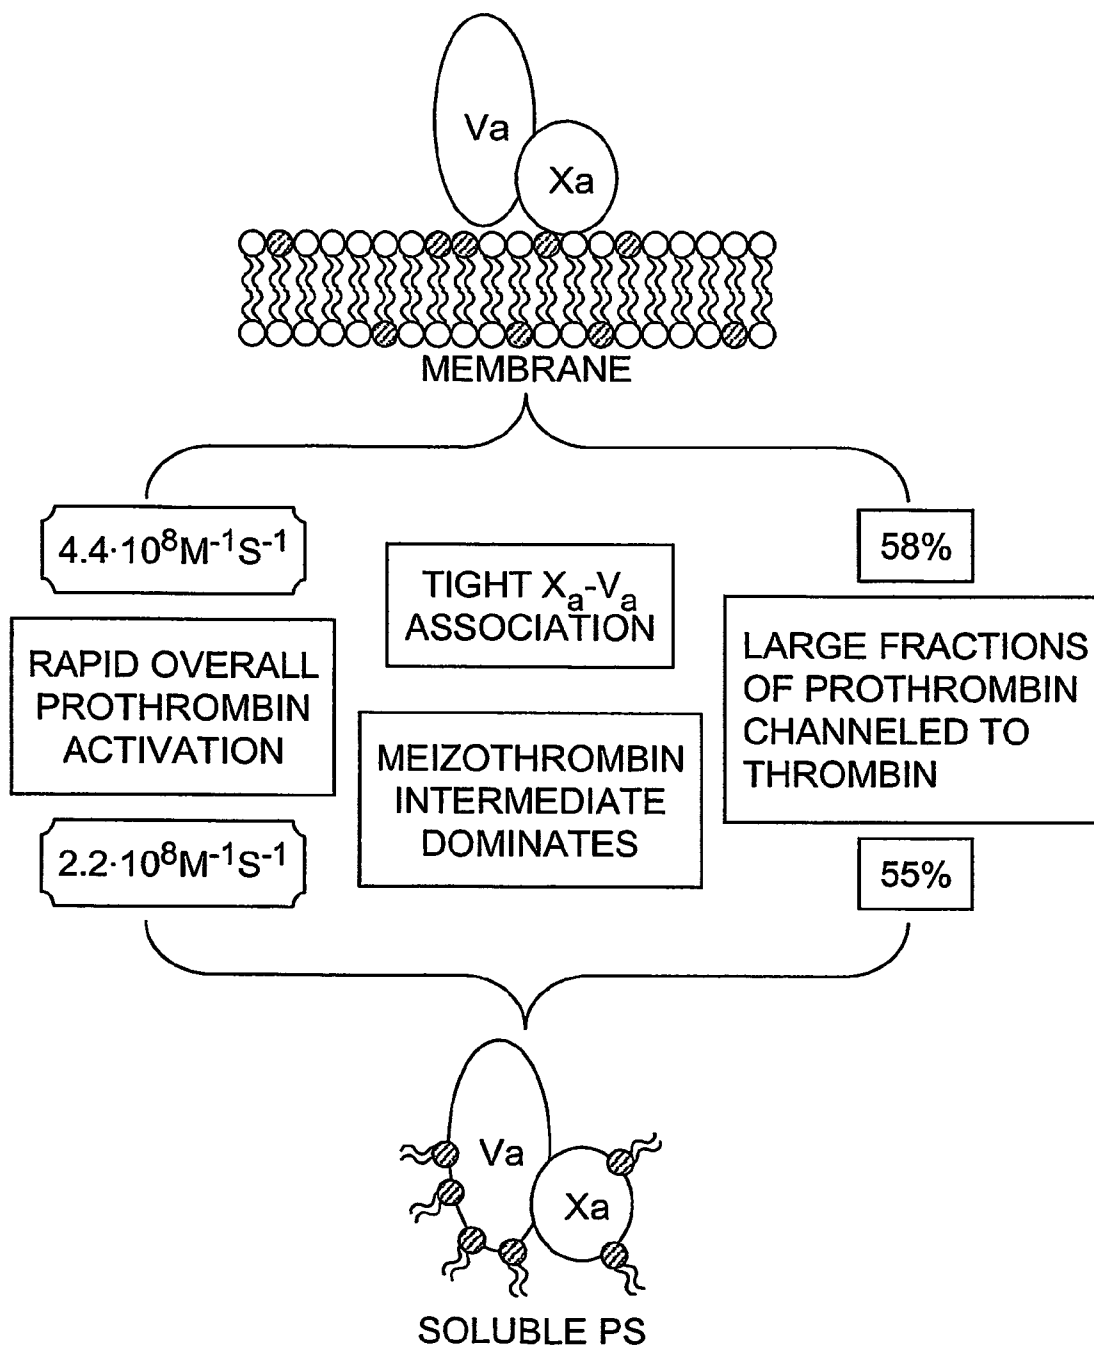 Va
Xa
MEMBRANE
4.4·10⁸M⁻¹S⁻¹
58%
TIGHT Xₐ-Vₐ
ASSOCIATION
RAPID OVERALL
PROTHROMBIN
ACTIVATION
LARGE FRACTIONS
OF PROTHROMBIN
CHANNELED TO
THROMBIN
MEIZOTHROMBIN
INTERMEDIATE
DOMINATES
2.2·10⁸M⁻¹S⁻¹
55%
Va
Xa
SOLUBLE PS